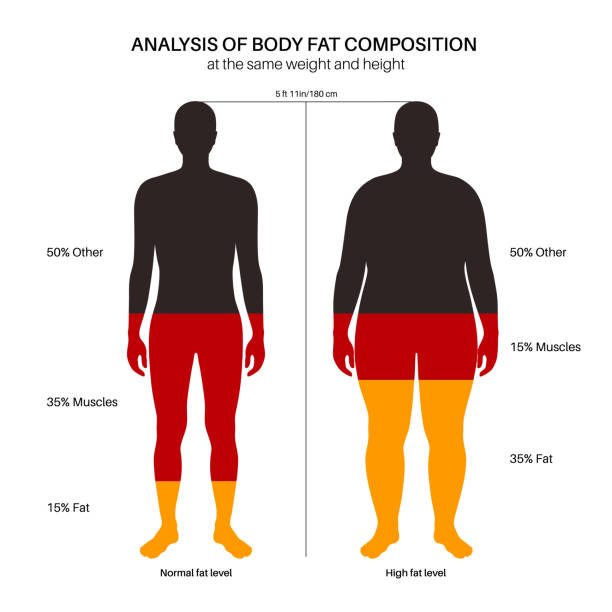 ANALYSIS OF BODY FAT COMPOSITION
at the same weight and height
5 ft 11in/180 cm
50% Other
35% Muscles
15% Fat
50% Other
15% Muscles
35% Fat
Normal fat level
High fat level